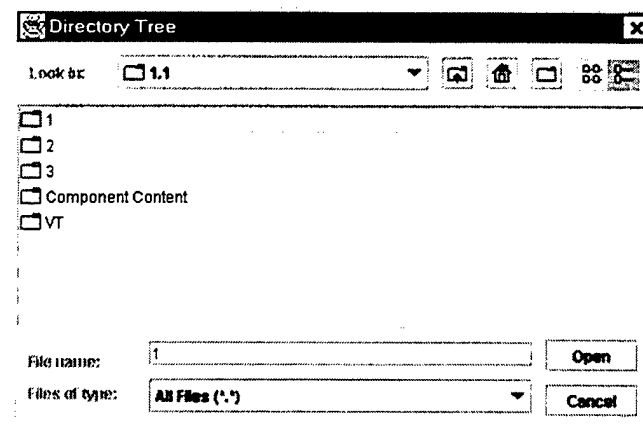 Directory Tree
Look in: 1.1
1
2
3
Component Content
VT
File name: 1 Open
Files of type: All Files (*.*) Cancel